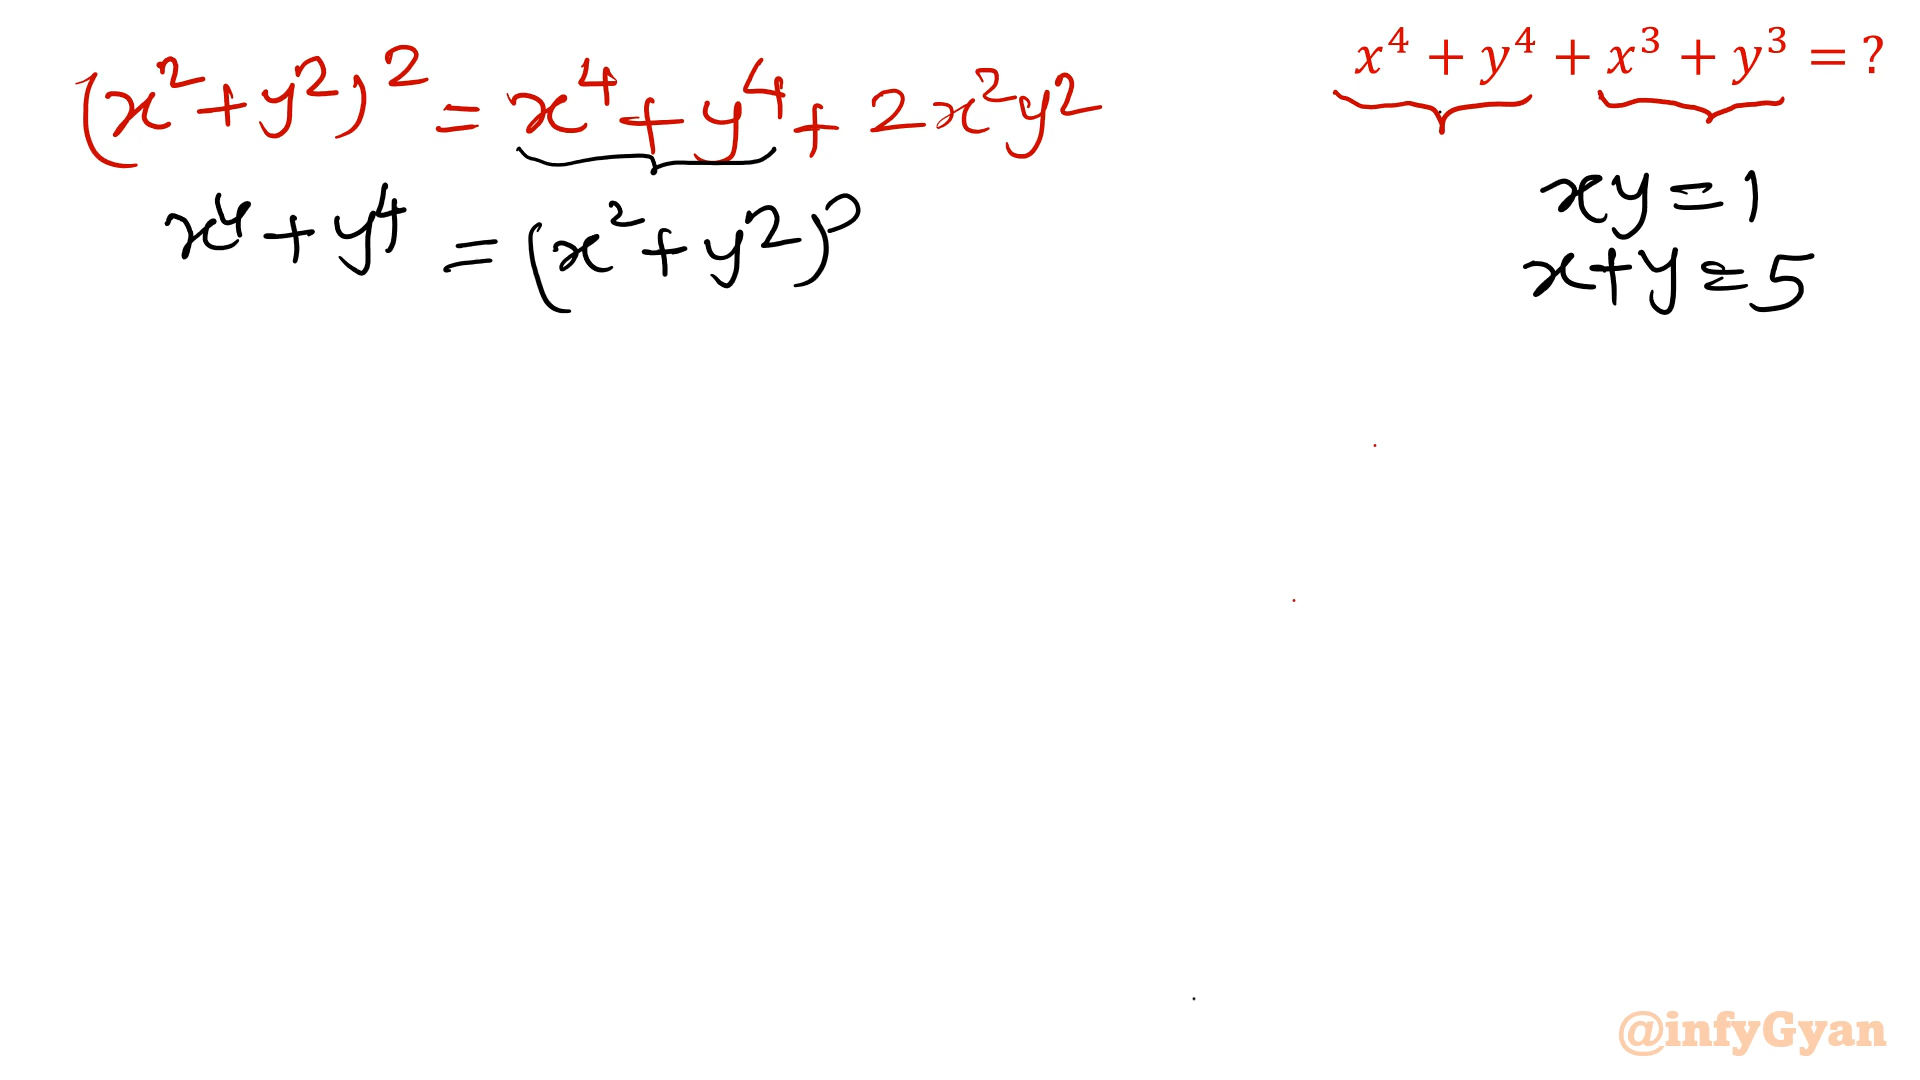 x⁴ + y⁴ + x³ + y³ = ?
(x²+y²)² = x⁴ + y⁴ + 2x²y²
x⁴ + y⁴ = (x² + y²)²
xy = 1
x+y = 5
@infyGyan